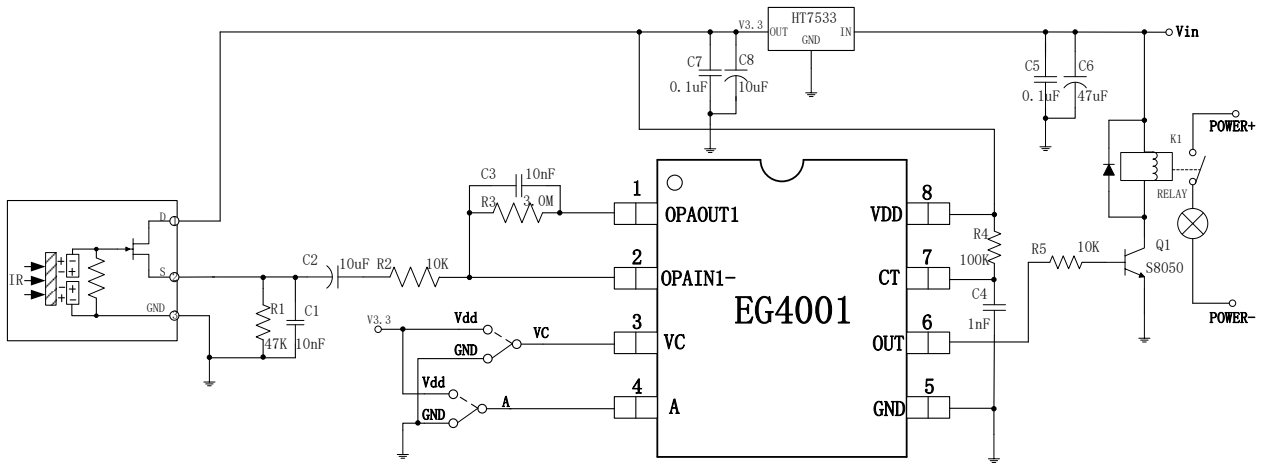 HT7533
V3.3
OUT
IN
GND
Vin
C7
C8
0.1uF
10uF
C5
C6
0.1uF
47uF
POWER+
K1
RELAY
C3
10nF
R3
3.0M
1
OPAOUT1
8
VDD
D
S
GND
1
2
3
IR
+
-
-
+
+
-
-
+
C2
10uF
R2
10K
2
OPAIN1-
7
CT
R4
100K
R5
10K
Q1
S8050
EG4001
C4
1nF
R1
47K
C1
10nF
V3.3
Vdd
GND
VC
3
VC
6
OUT
POWER-
Vdd
GND
A
4
A
5
GND